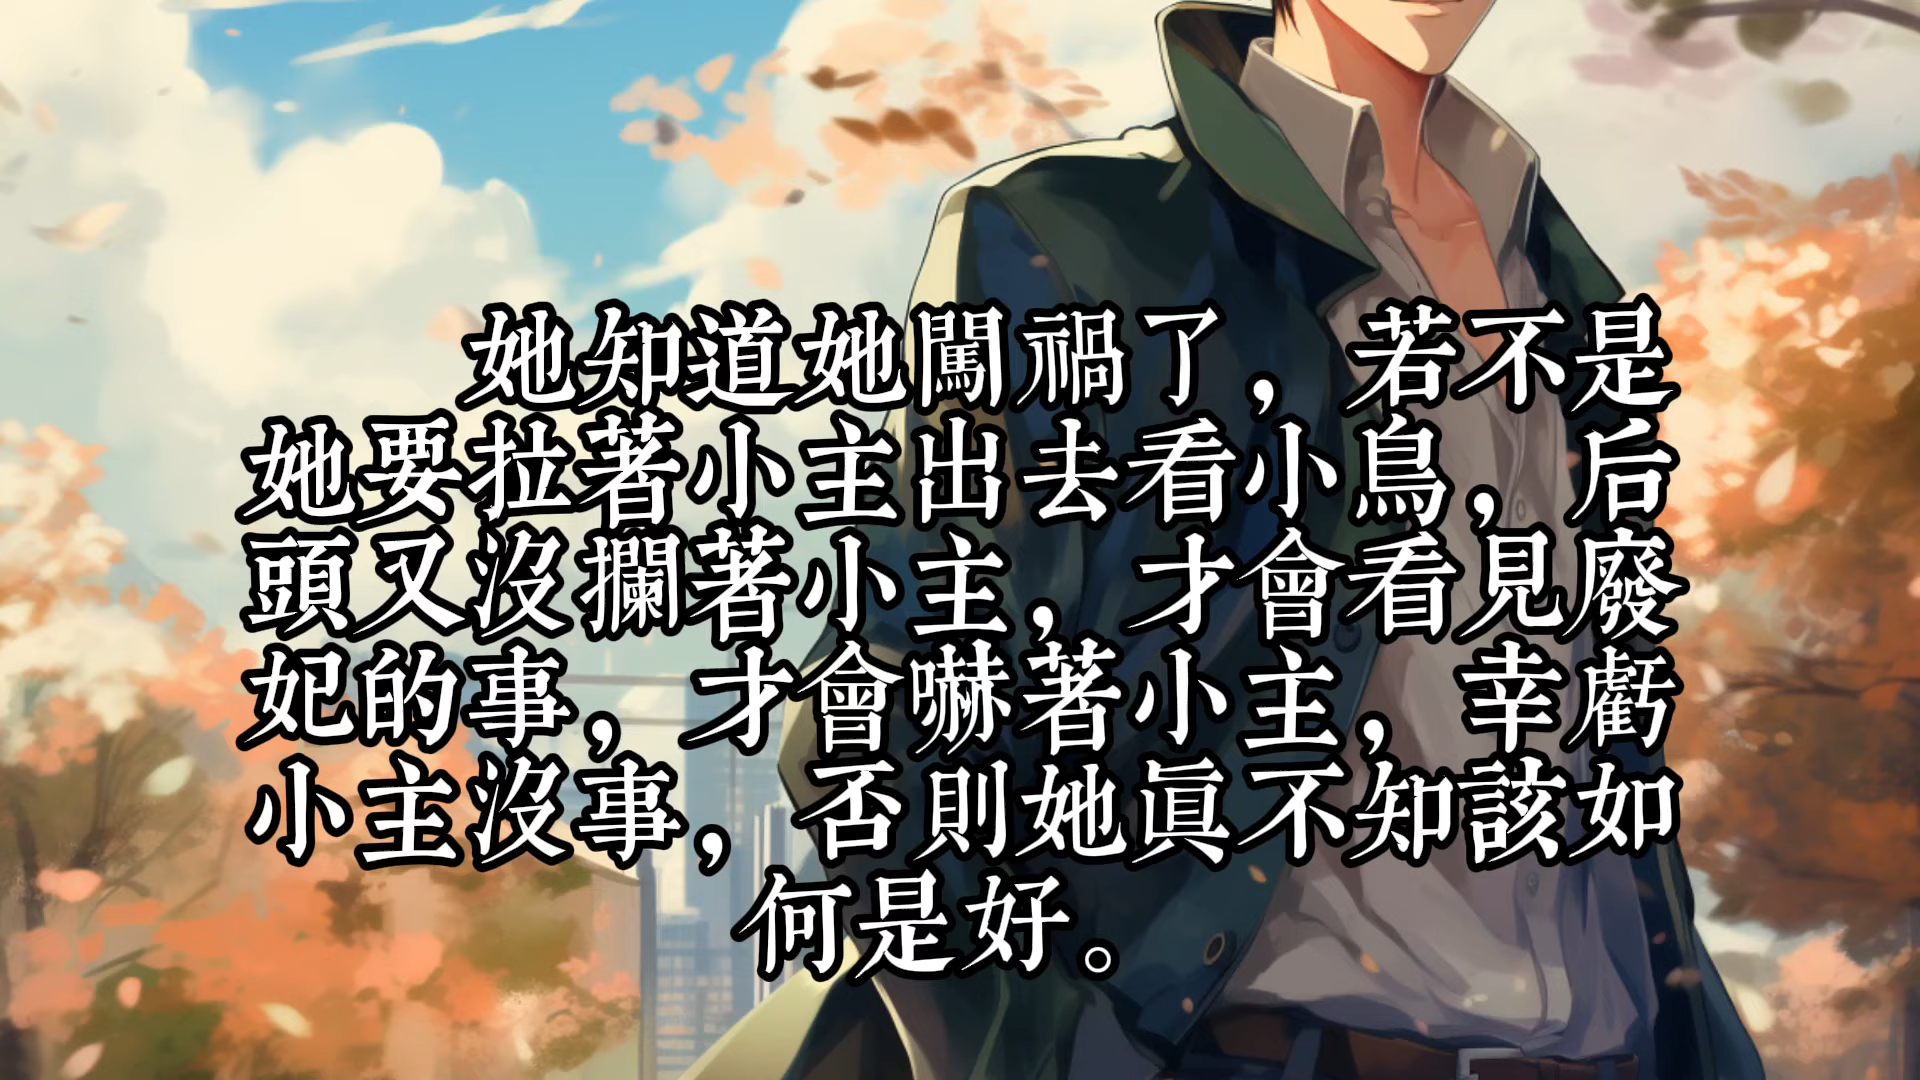 她知道她闖禍了，若不是
她要拉著小主出去看小鳥，后
頭又沒攔著小主，才會看見廢
妃的事，才會嚇著小主，幸虧
小主沒事，否則她眞不知該如
何是好。